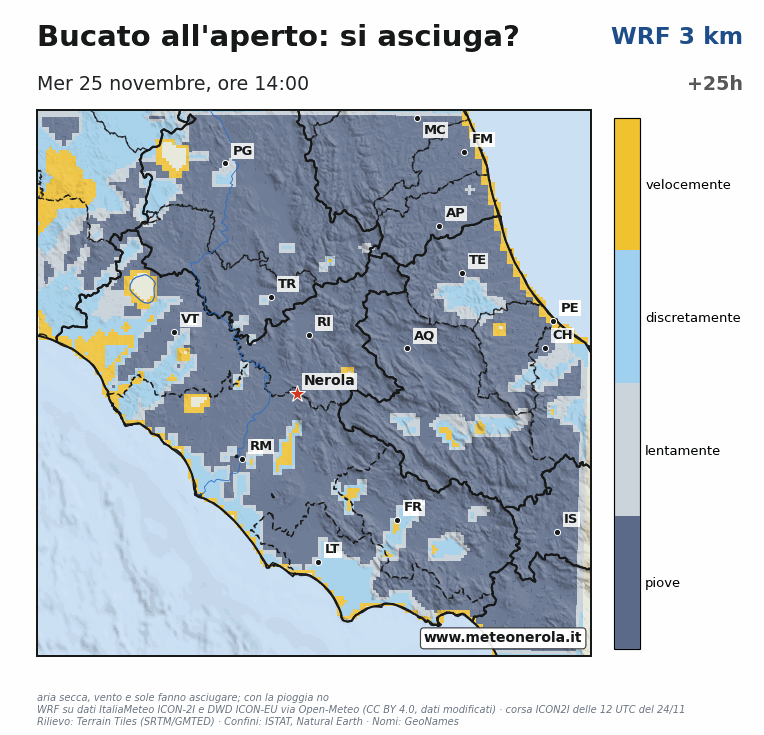 Bucato all'aperto: si asciuga?
WRF 3 km
Mer 25 novembre, ore 14:00
+25h
MC
FM
PG
AP
TE
TR
PE
VT
RI
AQ
CH
Nerola
RM
FR
IS
LT
www.meteonerola.it
velocemente
discretamente
lentamente
piove
aria secca, vento e sole fanno asciugare; con la pioggia no
WRF su dati ItaliaMeteo ICON-2I e DWD ICON-EU via Open-Meteo (CC BY 4.0, dati modificati) · corsa ICON2I delle 12 UTC del 24/11
Rilievo: Terrain Tiles (SRTM/GMTED) · Confini: ISTAT, Natural Earth · Nomi: GeoNames